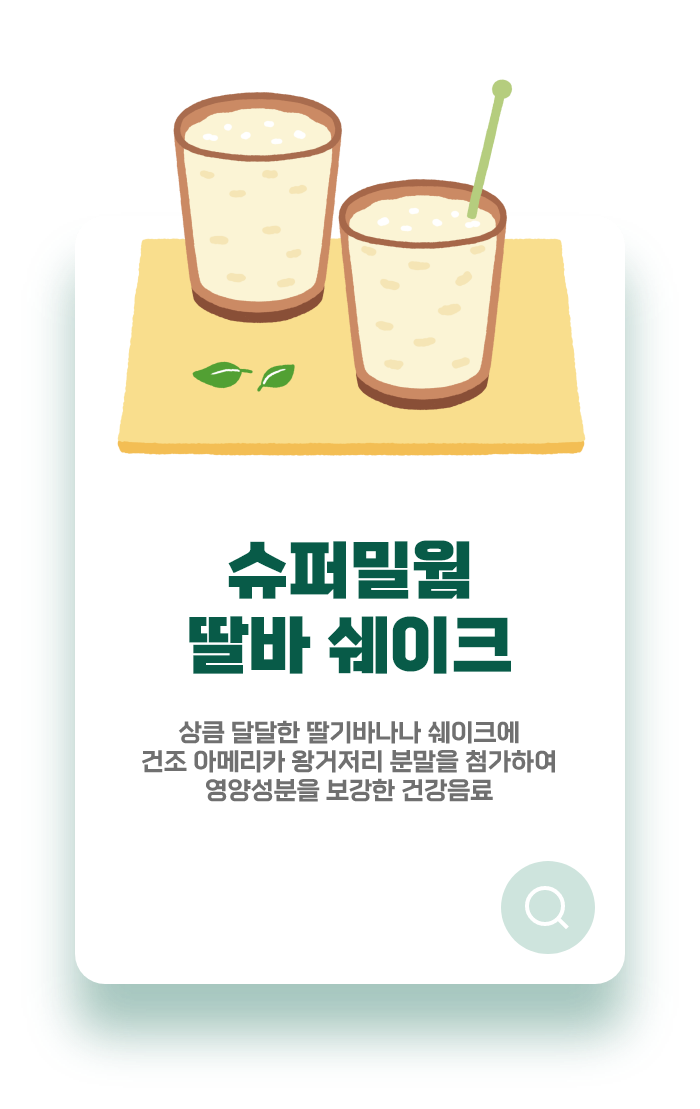 슈퍼밀웜
딸바 쉐이크
상큼 달달한 딸기바나나 쉐이크에
건조 아메리카 왕거저리 분말을 첨가하여
영양성분을 보강한 건강음료